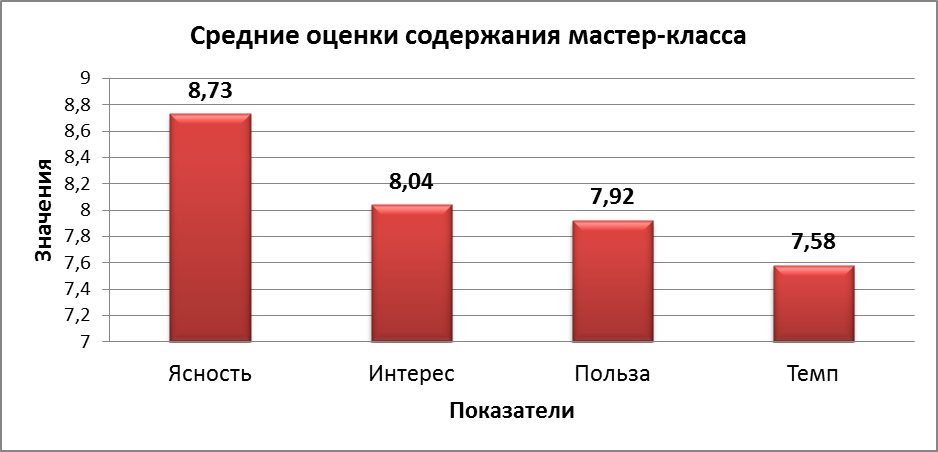 Средние оценки содержания мастер-класса
Значения
9
8,8
8,6
8,4
8,2
8
7,8
7,6
7,4
7,2
7
8,73
8,04
7,92
7,58
Ясность
Интерес
Польза
Темп
Показатели